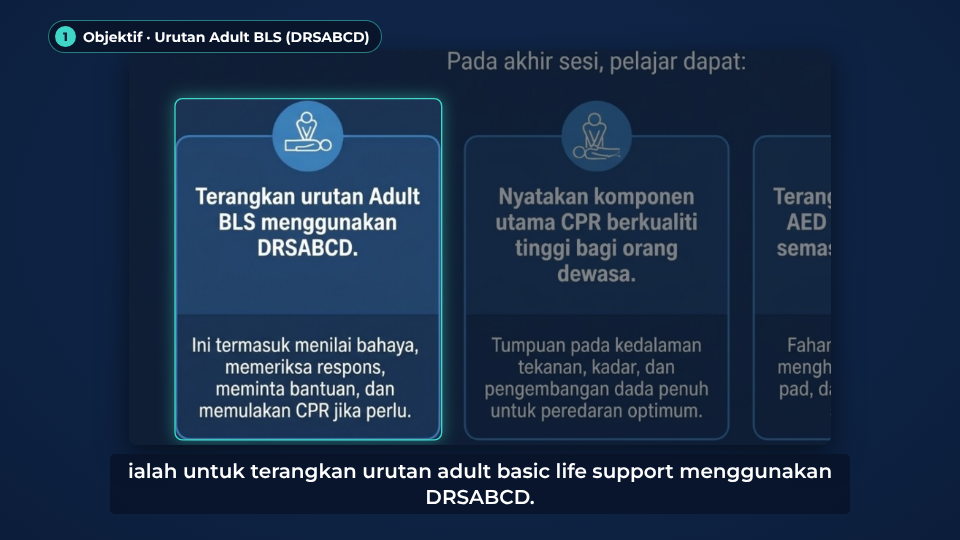 1 Objektif · Urutan Adult BLS (DRSABCD)
Pada akhir sesi, pelajar dapat:
Terangkan urutan Adult
BLS menggunakan
DRSABCD.
Ini termasuk menilai bahaya,
memeriksa respons,
meminta bantuan, dan
memulakan CPR jika perlu.
Nyatakan komponen
utama CPR berkualiti
tinggi bagi orang
dewasa.
Tumpuan pada kedalaman
tekanan, kadar, dan
pengembangan dada penuh
untuk peredaran optimum.
AED
pad,
ialah untuk terangkan urutan adult basic life support menggunakan
DRSABCD.